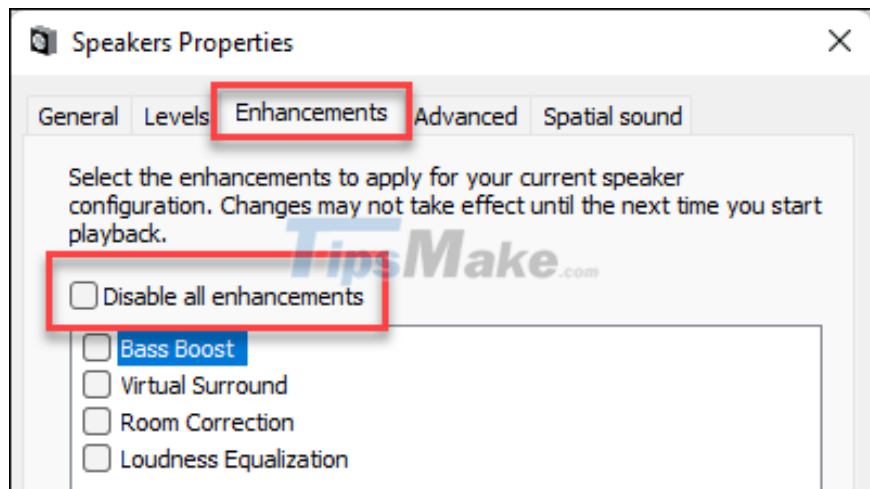 Speakers Properties
General Levels Enhancements Advanced Spatial sound
Select the enhancements to apply for your current speaker
configuration. Changes may not take effect until the next time you start
playback.
TipsMake.com
Disable all enhancements
Bass Boost
Virtual Surround
Room Correction
Loudness Equalization